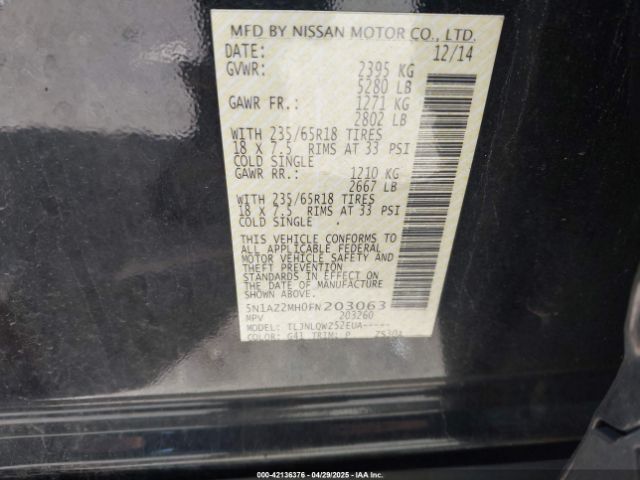 MFD BY NISSAN MOTOR CO., LTD.
DATE: 12/14
GVWR: 2395 KG
5280 LB
GAWR FR.: 1271 KG
2802 LB
WITH 235/65R18 TIRES
18 X 7.5 RIMS AT 33 PSI
COLD SINGLE
GAWR RR.: 1210 KG
2667 LB
WITH 235/65R18 TIRES
18 X 7.5 RIMS AT 33 PSI
COLD SINGLE
THIS VEHICLE CONFORMS TO
ALL APPLICABLE FEDERAL
MOTOR VEHICLE SAFETY AND
THEFT PREVENTION
STANDARDS IN EFFECT ON
THE DATE OF MANUFACTURE
SHOWN ABOVE.
5N1AZ2MH0FN203063
MPV 203260
MODEL: TLJNLQWZ52EUA-----
COLOR: G41 TRIM: P Z5304
000-42136376 - 04/29/2025 - IAA Inc.